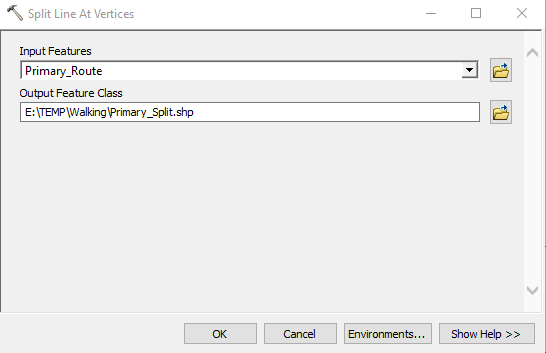 Split Line At Vertices
Input Features
Primary_Route
Output Feature Class
E:\TEMP\Walking\Primary_Split.shp
OK
Cancel
Environments...
Show Help >>